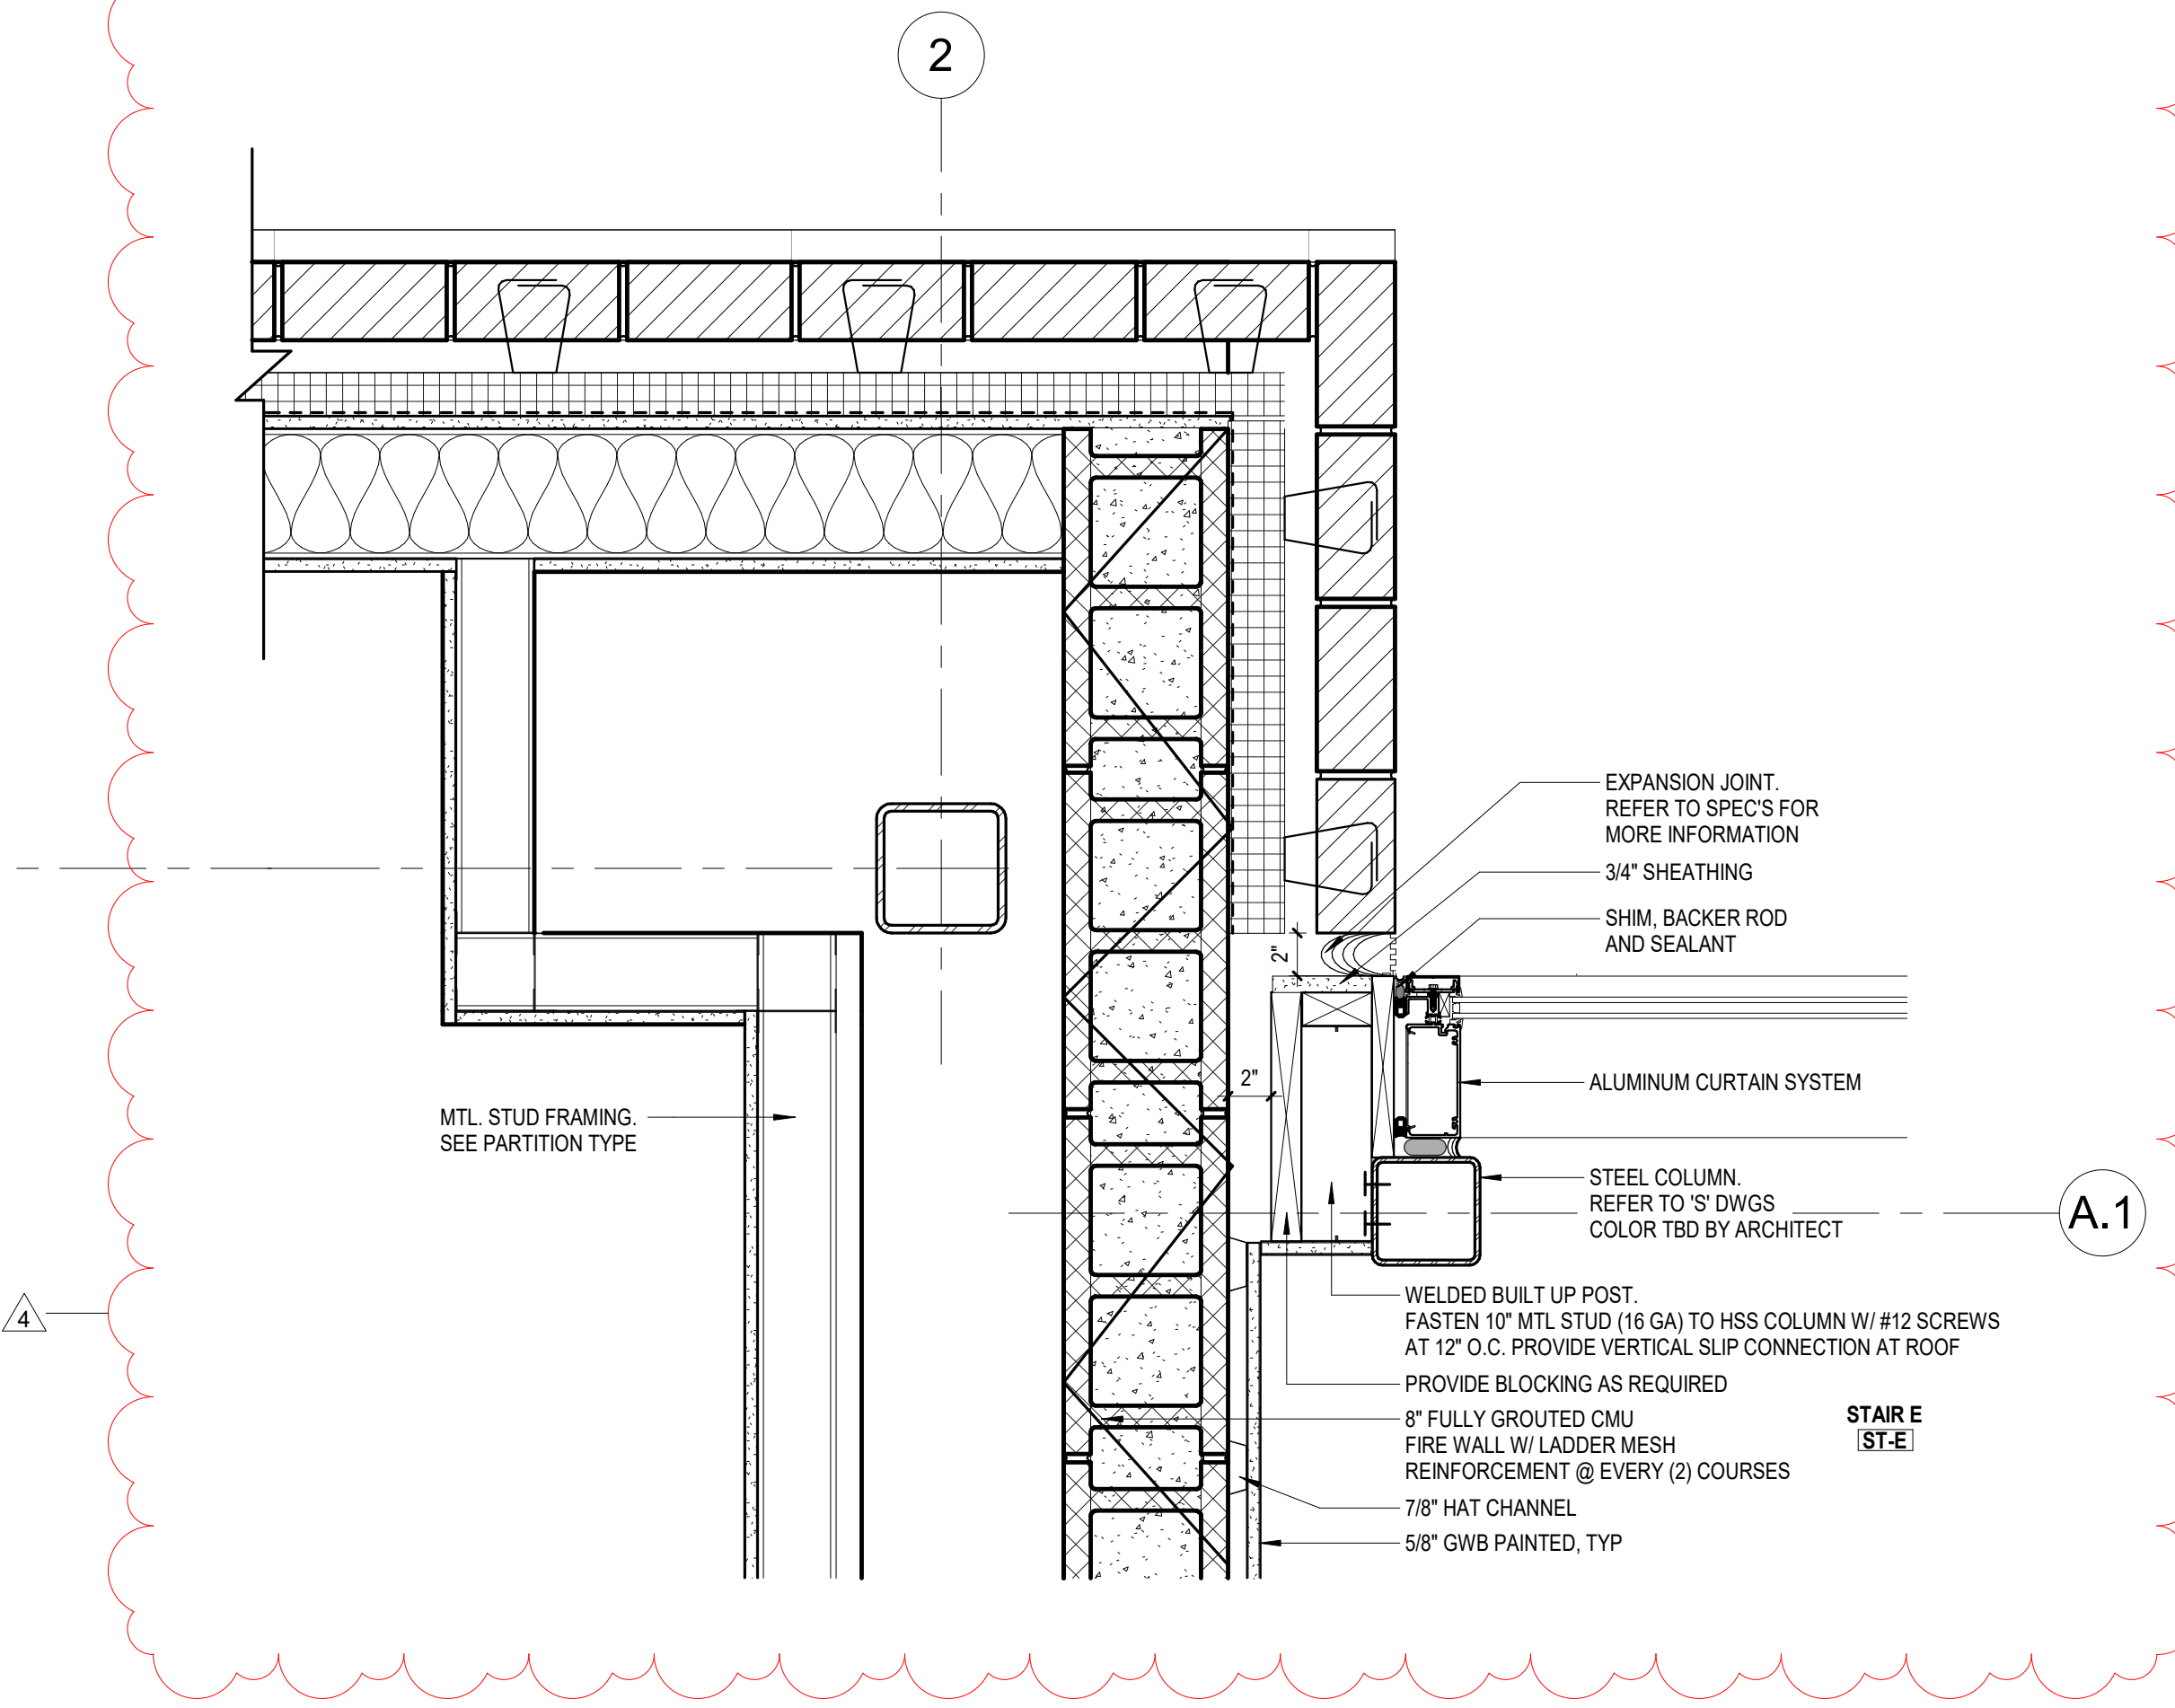 2
EXPANSION JOINT.
REFER TO SPEC'S FOR
MORE INFORMATION
3/4" SHEATHING
SHIM, BACKER ROD
AND SEALANT
2"
2"
ALUMINUM CURTAIN SYSTEM
MTL. STUD FRAMING.
SEE PARTITION TYPE
STEEL COLUMN.
REFER TO 'S' DWGS
COLOR TBD BY ARCHITECT
A.1
4
WELDED BUILT UP POST.
FASTEN 10" MTL STUD (16 GA) TO HSS COLUMN W/ #12 SCREWS
AT 12" O.C. PROVIDE VERTICAL SLIP CONNECTION AT ROOF
PROVIDE BLOCKING AS REQUIRED
8" FULLY GROUTED CMU
FIRE WALL W/ LADDER MESH
REINFORCEMENT @ EVERY (2) COURSES
STAIR E
ST-E
7/8" HAT CHANNEL
5/8" GWB PAINTED, TYP